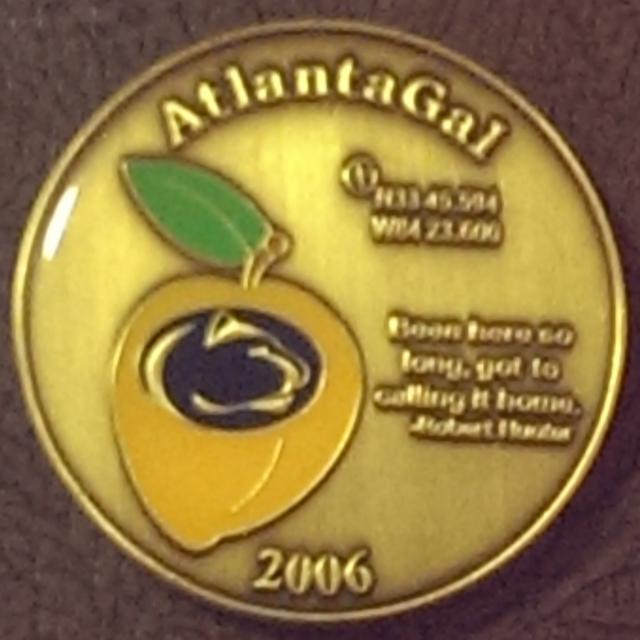 AtlantaGal
N33 45.594
W84 23.600
Been here so
long, got to
calling it home.
-Robert Hunter
2006